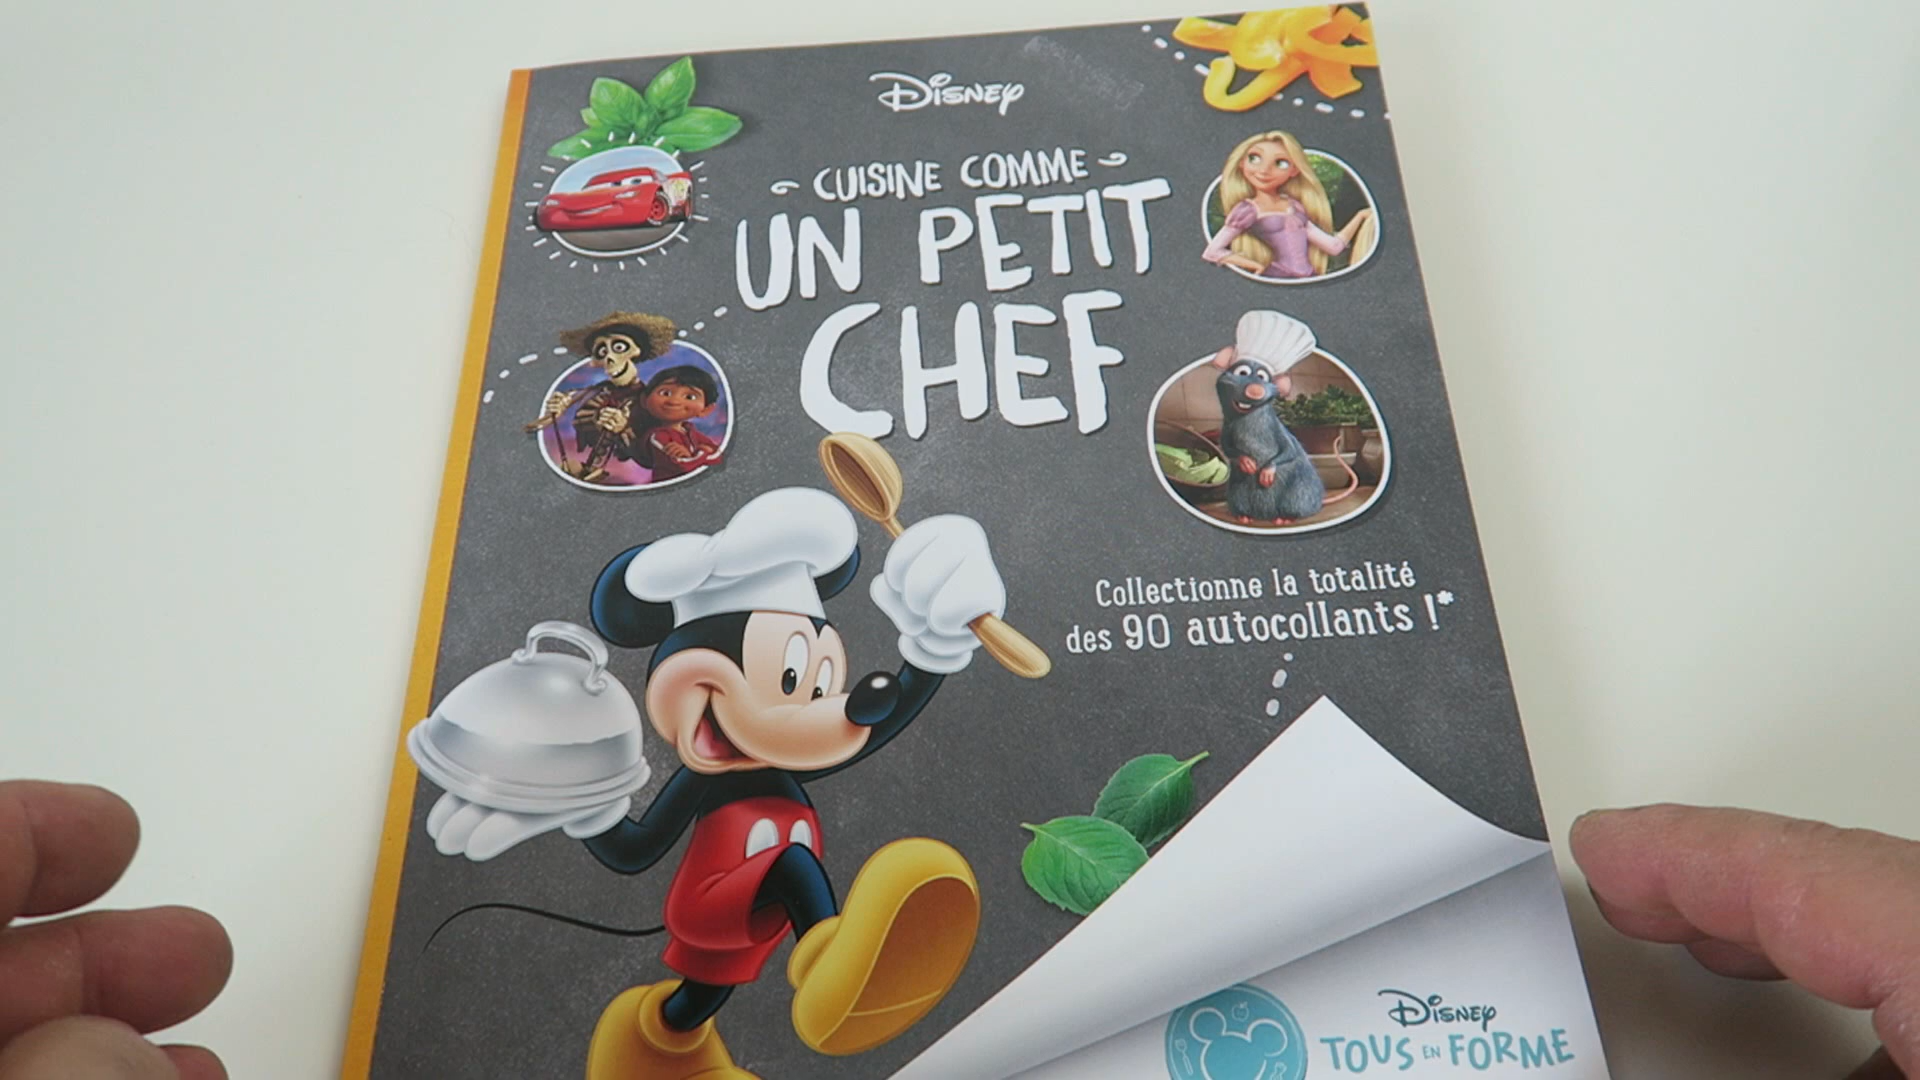 Disney
CUISINE COMME
UN PETIT
CHEF
Collectionne la totalité
des 90 autocollants !*
Disney
TOUS EN FORME